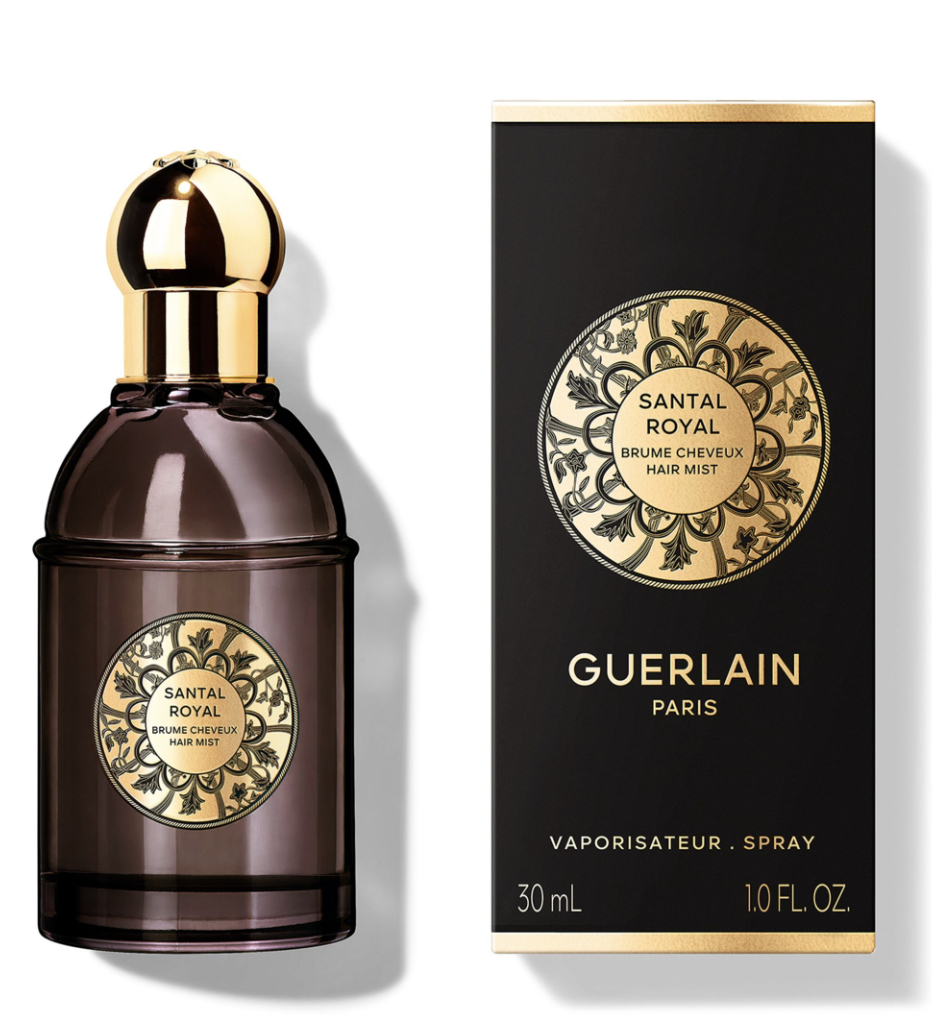 SANTAL
ROYAL
BRUME CHEVEUX
HAIR MIST
SANTAL
ROYAL
BRUME CHEVEUX
HAIR MIST
GUERLAIN
PARIS
VAPORISATEUR . SPRAY
30 mL 1.0 FL. OZ.